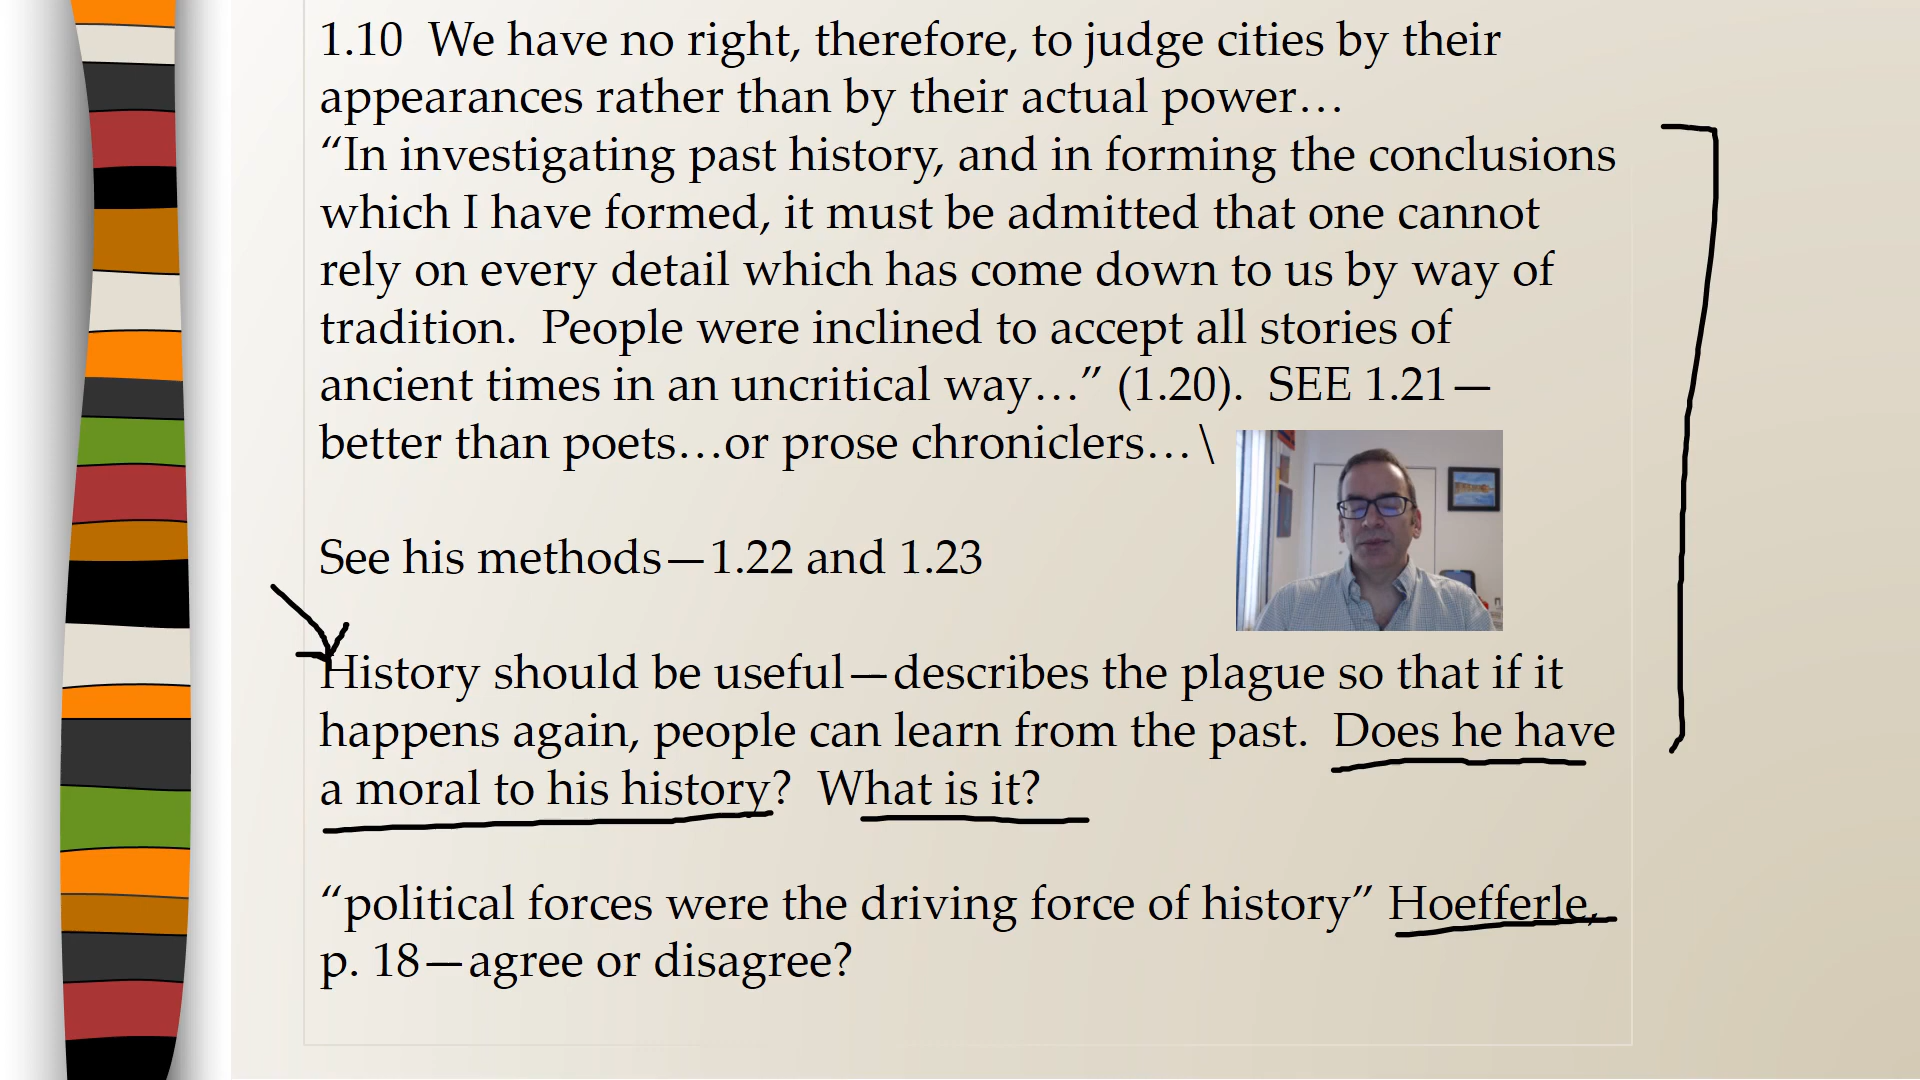 1.10  We have no right, therefore, to judge cities by their
appearances rather than by their actual power…
“In investigating past history, and in forming the conclusions
which I have formed, it must be admitted that one cannot
rely on every detail which has come down to us by way of
tradition.  People were inclined to accept all stories of
ancient times in an uncritical way…” (1.20).  SEE 1.21—
better than poets…or prose chroniclers…\
See his methods—1.22 and 1.23
History should be useful—describes the plague so that if it
happens again, people can learn from the past.  Does he have
a moral to his history?  What is it?
“political forces were the driving force of history” Hoefferle,
p. 18—agree or disagree?